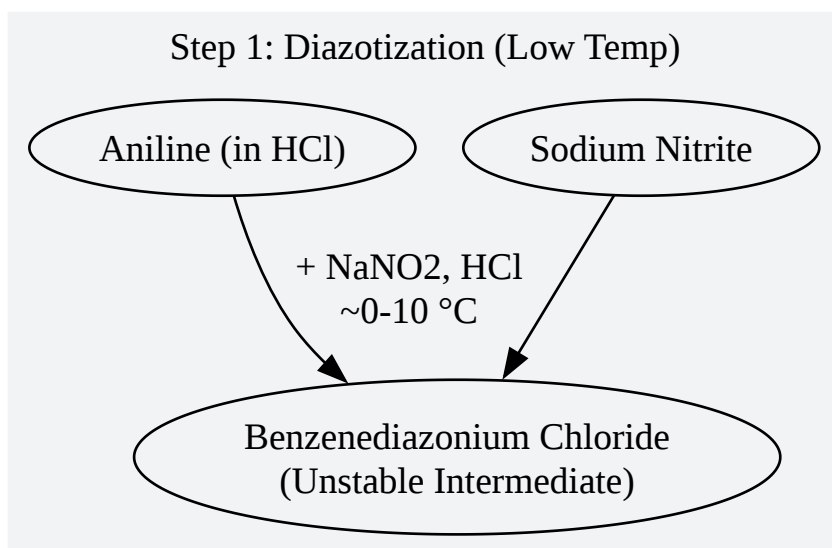 Step 1: Diazotization (Low Temp)
Aniline (in HCl)
Sodium Nitrite
+ NaNO2, HCl
~0-10 °C
Benzenediazonium Chloride
(Unstable Intermediate)